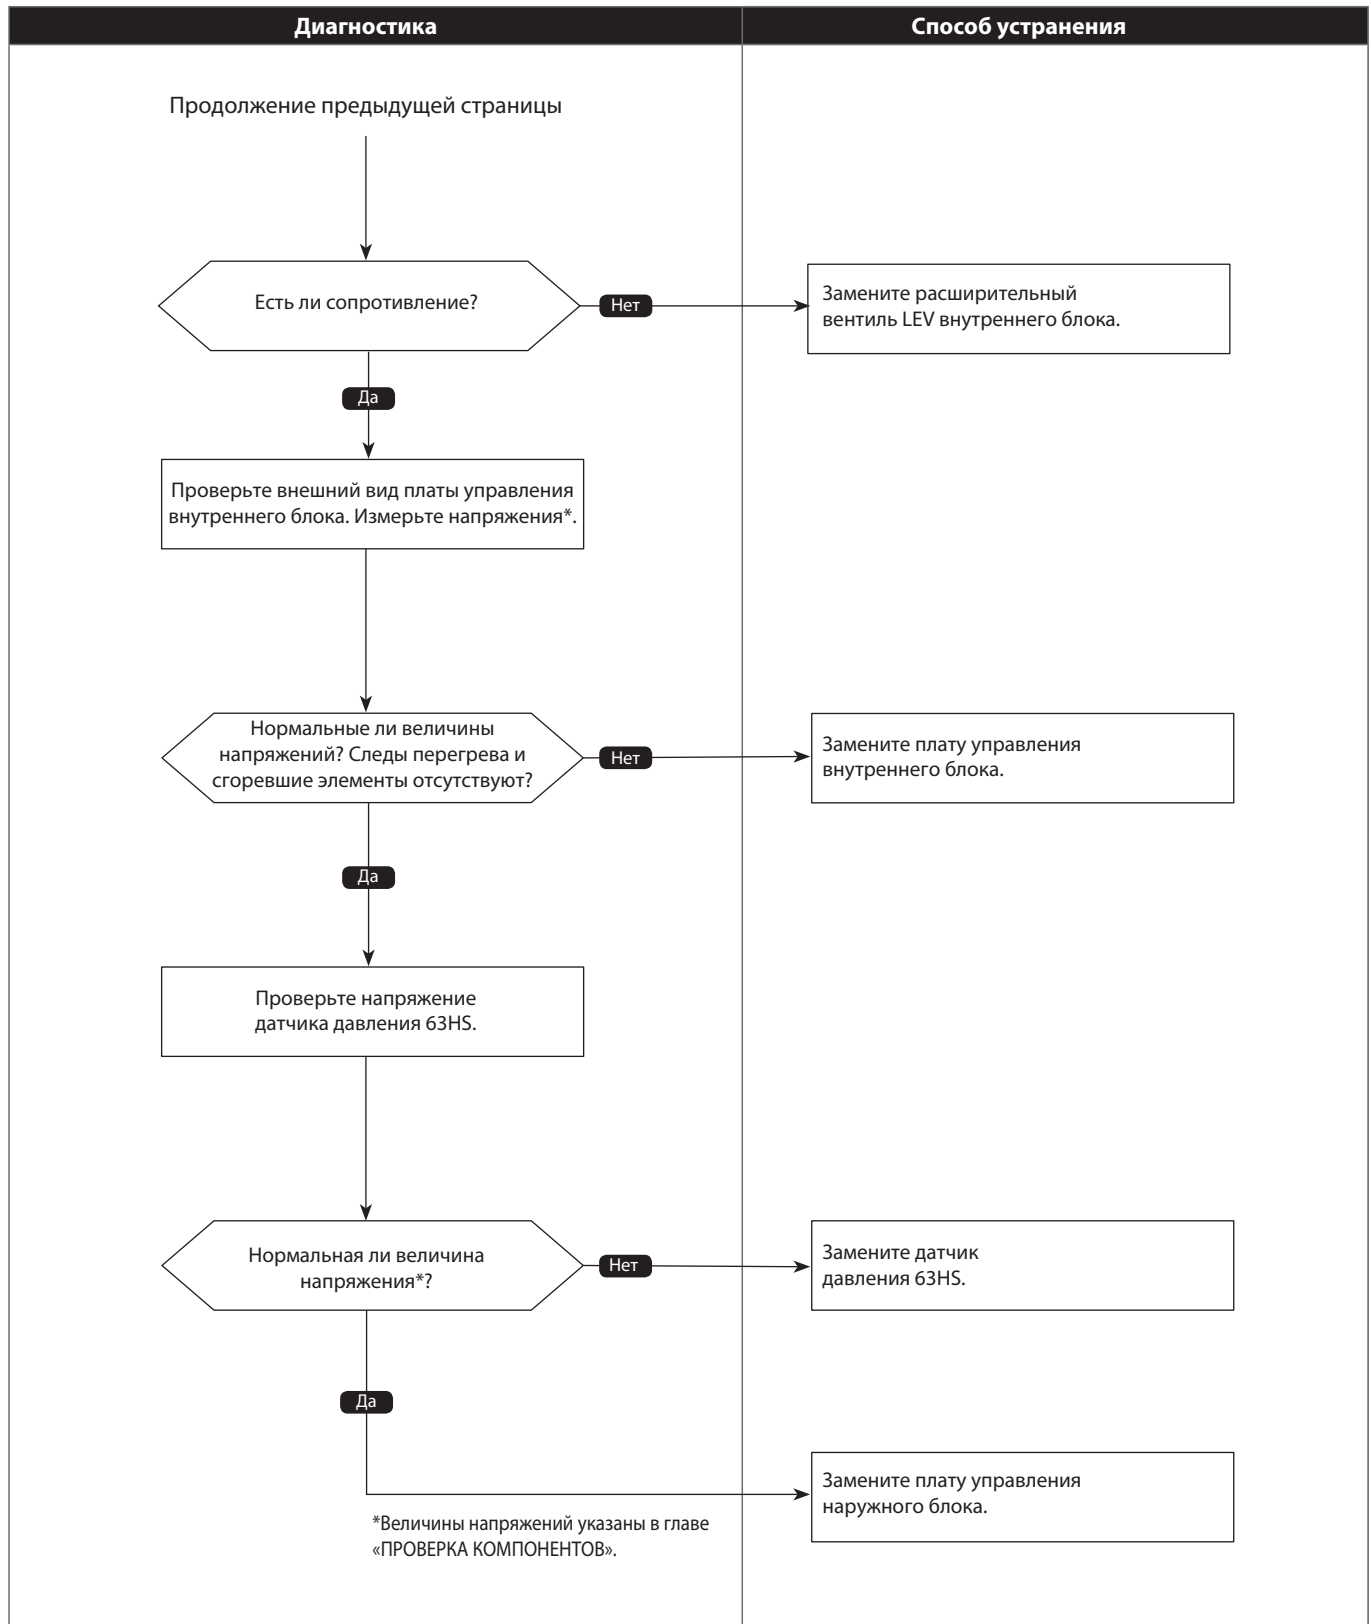 Диагностика
Способ устранения
Продолжение предыдущей страницы
Есть ли сопротивление?
Нет
Замените расширительный
вентиль LEV внутреннего блока.
Да
Проверьте внешний вид платы управления
внутреннего блока. Измерьте напряжения*.
Нормальные ли величины
напряжений? Следы перегрева и
сгоревшие элементы отсутствуют?
Нет
Замените плату управления
внутреннего блока.
Да
Проверьте напряжение
датчика давления 63HS.
Нормальная ли величина
напряжения*?
Нет
Замените датчик
давления 63HS.
Да
Замените плату управления
наружного блока.
*Величины напряжений указаны в главе
«ПРОВЕРКА КОМПОНЕНТОВ».